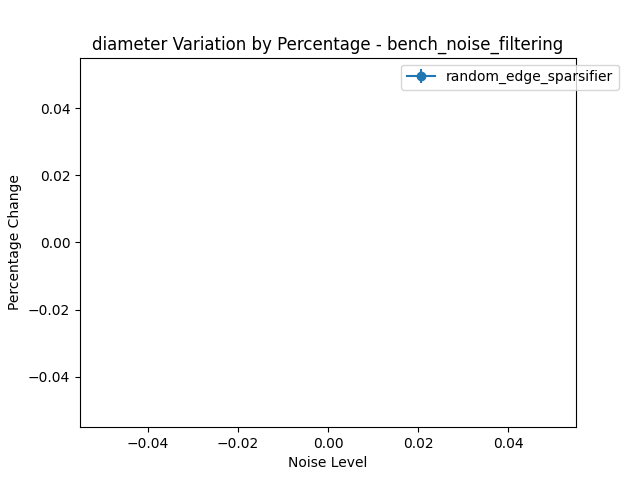 diameter Variation by Percentage - bench_noise_filtering
random_edge_sparsifier
0.04
0.02
0.00
−0.02
−0.04
Percentage Change
−0.04 −0.02 0.00 0.02 0.04
Noise Level